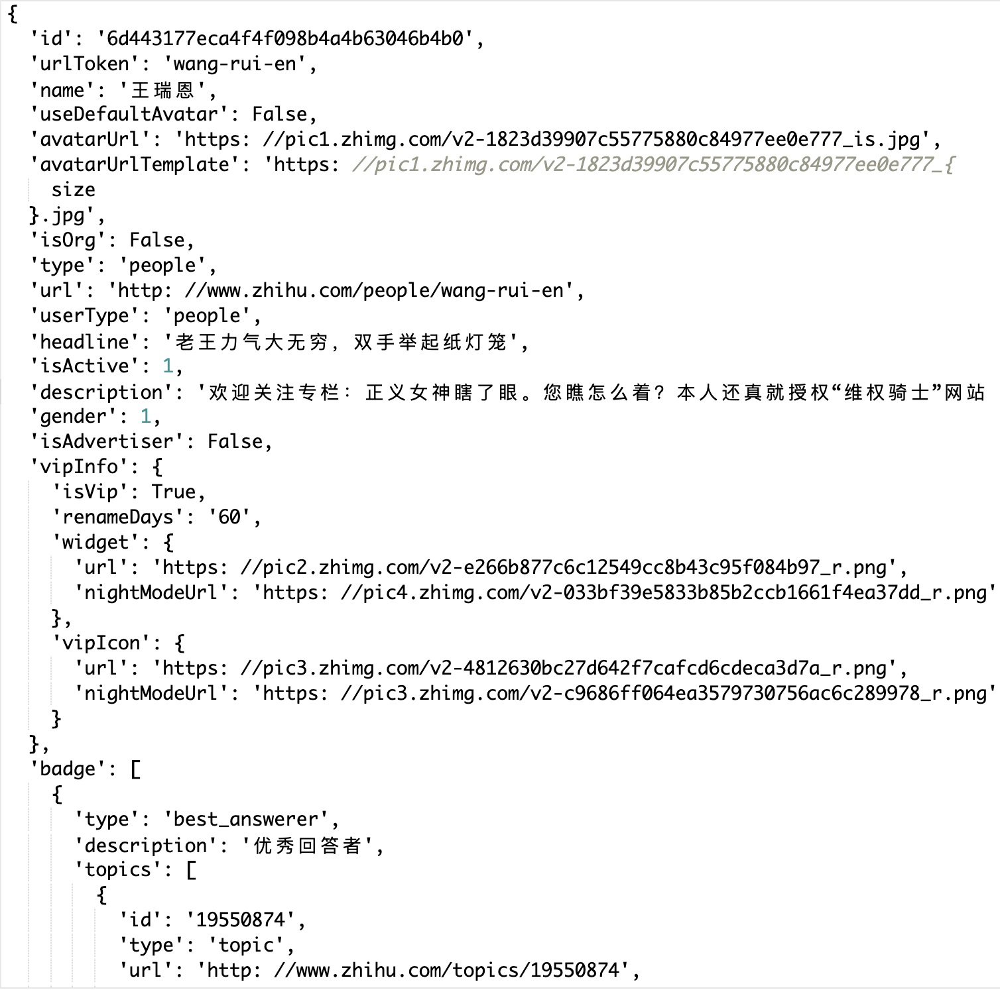 {
'id': '6d443177eca4f4f098b4a4b63046b4b0',
'urlToken': 'wang-rui-en',
'name': '王瑞恩',
'useDefaultAvatar': False,
'avatarUrl': 'https: //pic1.zhimg.com/v2-1823d39907c55775880c84977ee0e777_is.jpg',
'avatarUrlTemplate': 'https: //pic1.zhimg.com/v2-1823d39907c55775880c84977ee0e777_{
size
}.jpg',
'isOrg': False,
'type': 'people',
'url': 'http: //www.zhihu.com/people/wang-rui-en',
'userType': 'people',
'headline': '老王力气大无穷，双手举起纸灯笼',
'isActive': 1,
'description': '欢迎关注专栏：正义女神瞎了眼。您瞧怎么着？本人还真就授权“维权骑士”网站
'gender': 1,
'isAdvertiser': False,
'vipInfo': {
'isVip': True,
'renameDays': '60',
'widget': {
'url': 'https: //pic2.zhimg.com/v2-e266b877c6c12549cc8b43c95f084b97_r.png',
'nightModeUrl': 'https: //pic4.zhimg.com/v2-033bf39e5833b85b2ccb1661f4ea37dd_r.png'
},
'vipIcon': {
'url': 'https: //pic3.zhimg.com/v2-4812630bc27d642f7cafcd6cdeca3d7a_r.png',
'nightModeUrl': 'https: //pic3.zhimg.com/v2-c9686ff064ea3579730756ac6c289978_r.png'
}
},
'badge': [
{
'type': 'best_answerer',
'description': '优秀回答者',
'topics': [
{
'id': '19550874',
'type': 'topic',
'url': 'http: //www.zhihu.com/topics/19550874',